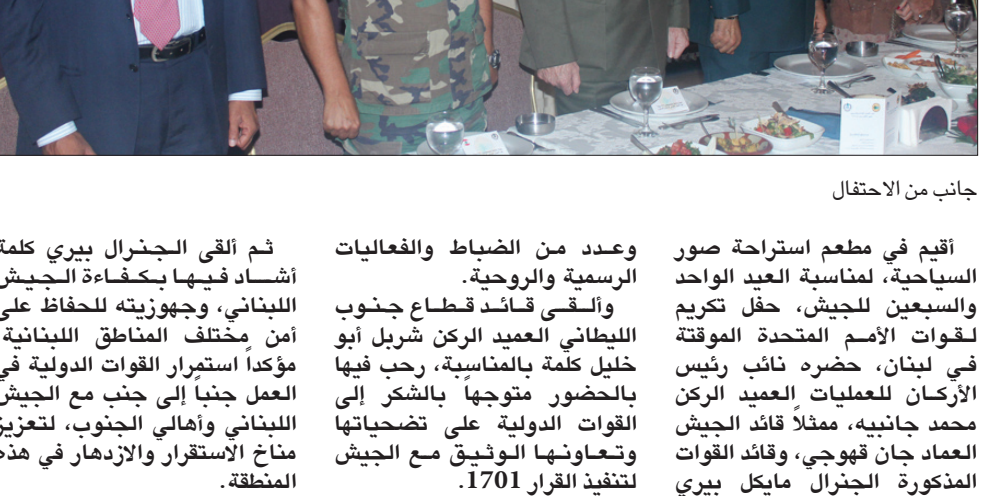 جانب من الاحتفال
أقيم في مطعم استراحة صور
السياحية، لمناسبة العيد الواحد
والسبعين للجيش، حفل تكريم
لقوات الأمم المتحدة الموقتة
في لبنان، حضره نائب رئيس
الأركان للعمليات العميد الركن
محمد جانبيه، ممثلاً قائد الجيش
العماد جان قهوجي، وقائد القوات
المذكورة الجنرال مايكل بيري
وعدد من الضباط والفعاليات
الرسمية والروحية.
وألقى قائد قطاع جنوب
الليطاني العميد الركن شربل أبو
خليل كلمة بالمناسبة، رحب فيها
بالحضور متوجهاً بالشكر إلى
القوات الدولية على تضحياتها
وتعاونها الوثيق مع الجيش
لتنفيذ القرار 1701.
ثم ألقى الجنرال بيري كلمة
أشاد فيها بكفاءة الجيش
اللبناني، وجهوزيته للحفاظ على
أمن مختلف المناطق اللبنانية
مؤكداً استمرار القوات الدولية في
العمل جنباً إلى جنب مع الجيش
اللبناني وأهالي الجنوب، لتعزيز
مناخ الاستقرار والازدهار في هذه
المنطقة.